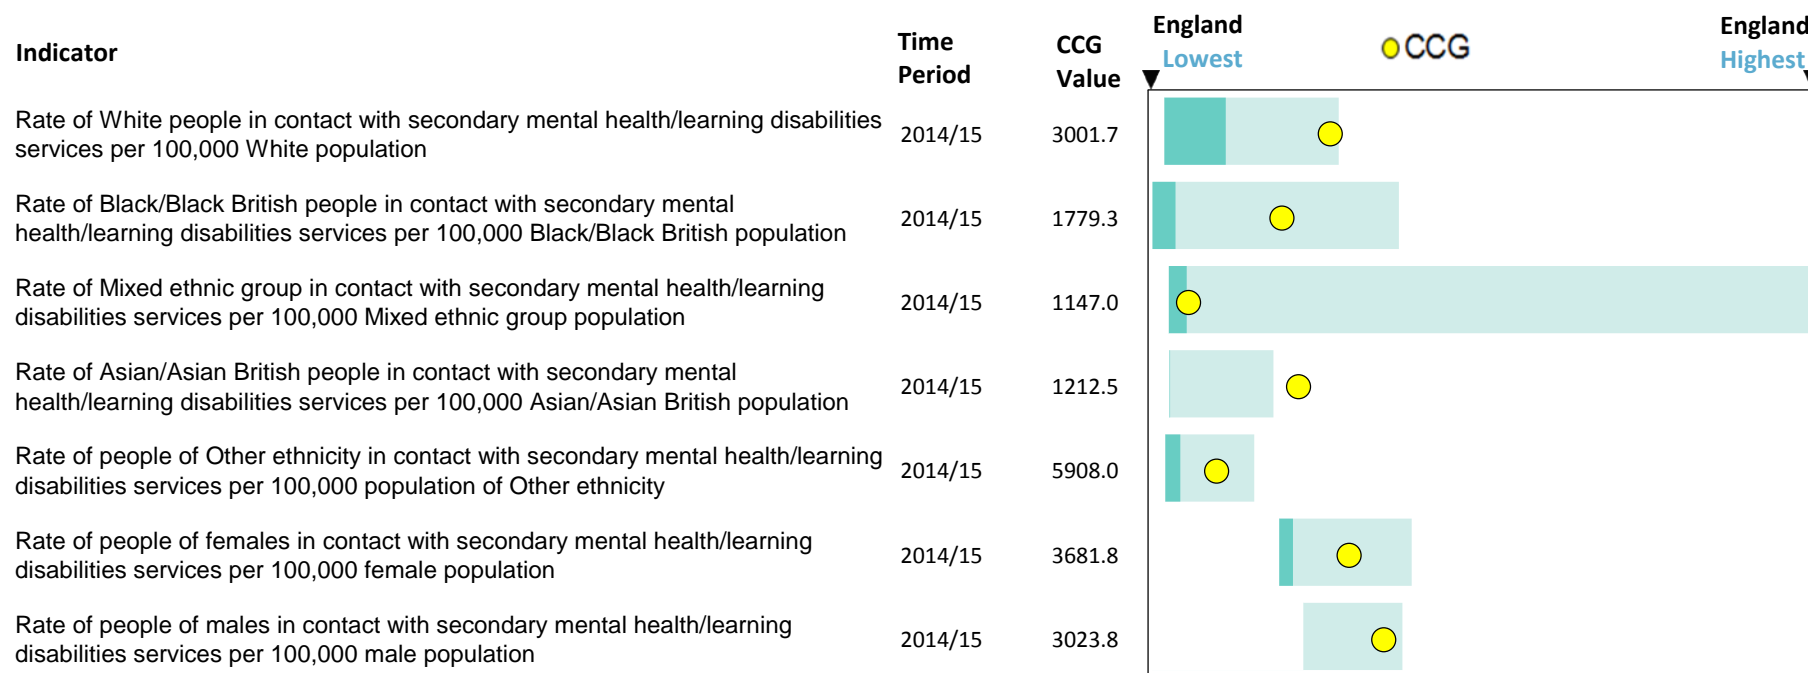 Indicator
Time
Period
CCG
Value
England
Lowest
CCG
England
Highest
Rate of White people in contact with secondary mental health/learning disabilities
services per 100,000 White population
2014/15
3001.7
Rate of Black/Black British people in contact with secondary mental
health/learning disabilities services per 100,000 Black/Black British population
2014/15
1779.3
Rate of Mixed ethnic group in contact with secondary mental health/learning
disabilities services per 100,000 Mixed ethnic group population
2014/15
1147.0
Rate of Asian/Asian British people in contact with secondary mental
health/learning disabilities services per 100,000 Asian/Asian British population
2014/15
1212.5
Rate of people of Other ethnicity in contact with secondary mental health/learning
disabilities services per 100,000 population of Other ethnicity
2014/15
5908.0
Rate of people of females in contact with secondary mental health/learning
disabilities services per 100,000 female population
2014/15
3681.8
Rate of people of males in contact with secondary mental health/learning
disabilities services per 100,000 male population
2014/15
3023.8